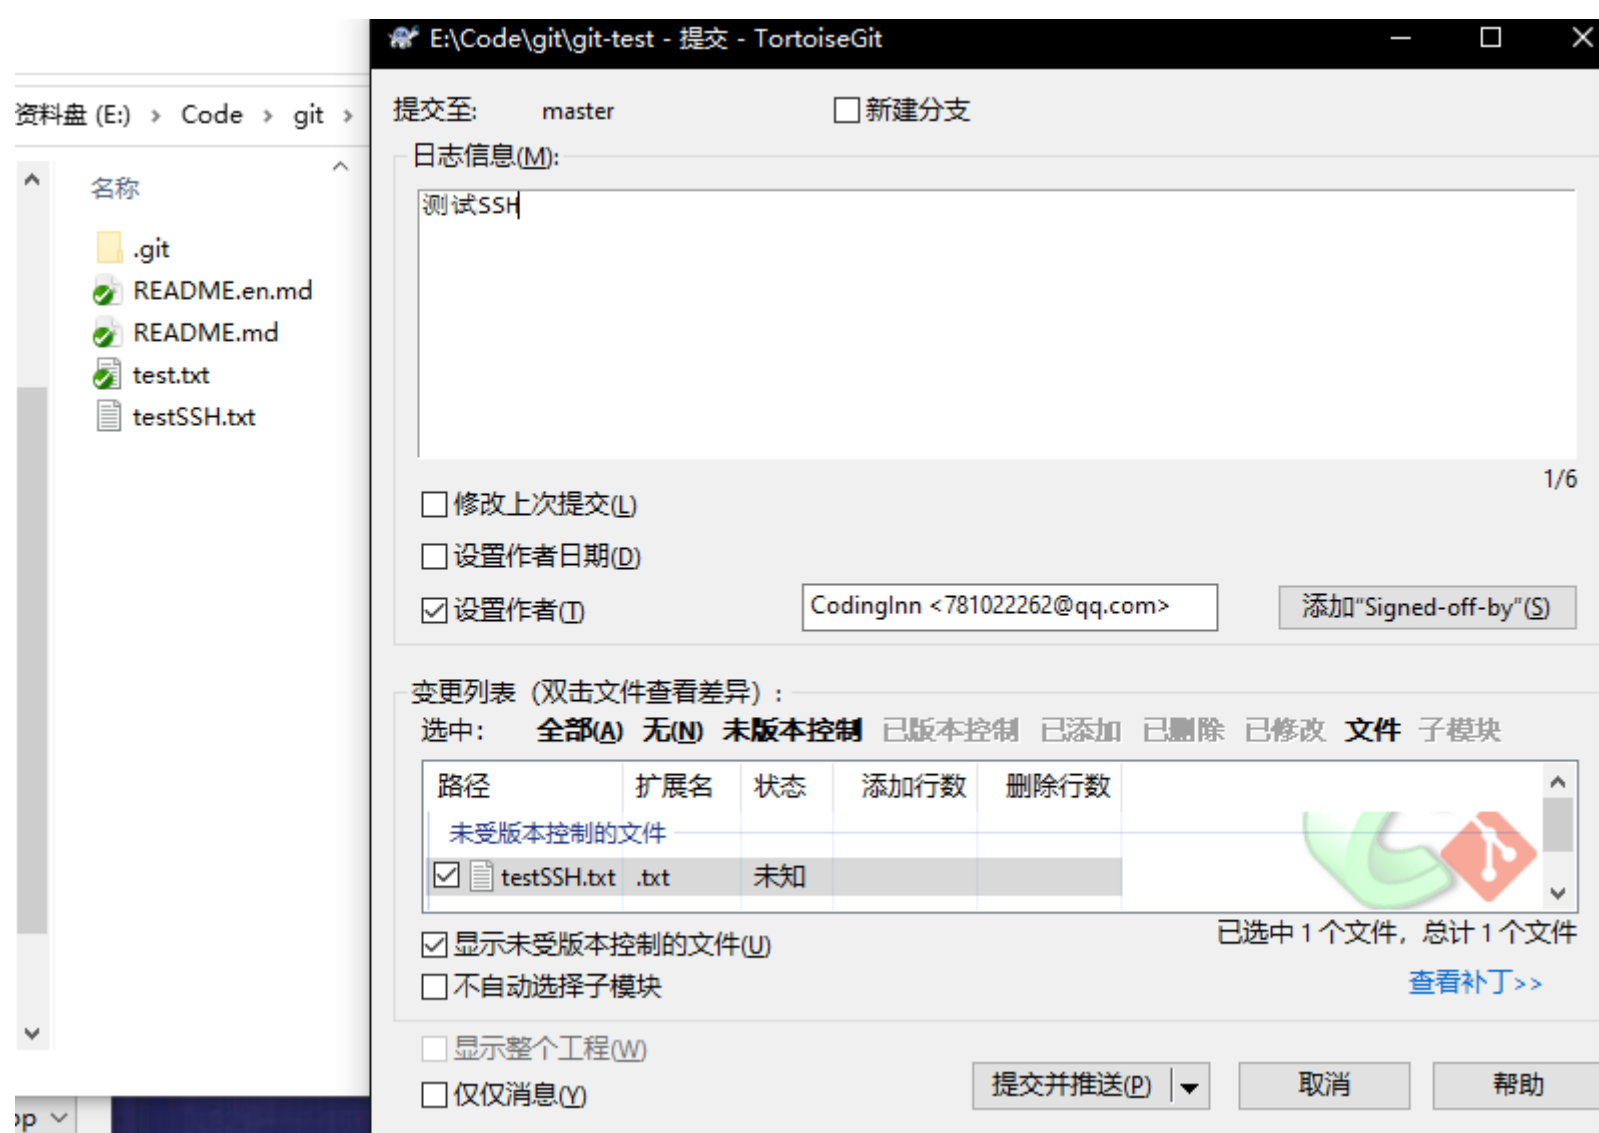 E:\Code\git\git-test - 提交 - TortoiseGit
资料盘 (E:) › Code › git ›
名称
.git
README.en.md
README.md
test.txt
testSSH.txt
提交至: master 新建分支
日志信息(M):
测试SSH
1/6
修改上次提交(L)
设置作者日期(D)
设置作者(T) CodingInn <781022262@qq.com> 添加"Signed-off-by"(S)
变更列表（双击文件查看差异）:
选中: 全部(A) 无(N) 未版本控制 已版本控制 已添加 已删除 已修改 文件 子模块
路径 扩展名 状态 添加行数 删除行数
未受版本控制的文件
testSSH.txt .txt 未知
显示未受版本控制的文件(U) 已选中 1 个文件, 总计 1 个文件
不自动选择子模块 查看补丁>>
显示整个工程(W)
仅仅消息(Y) 提交并推送(P) 取消 帮助